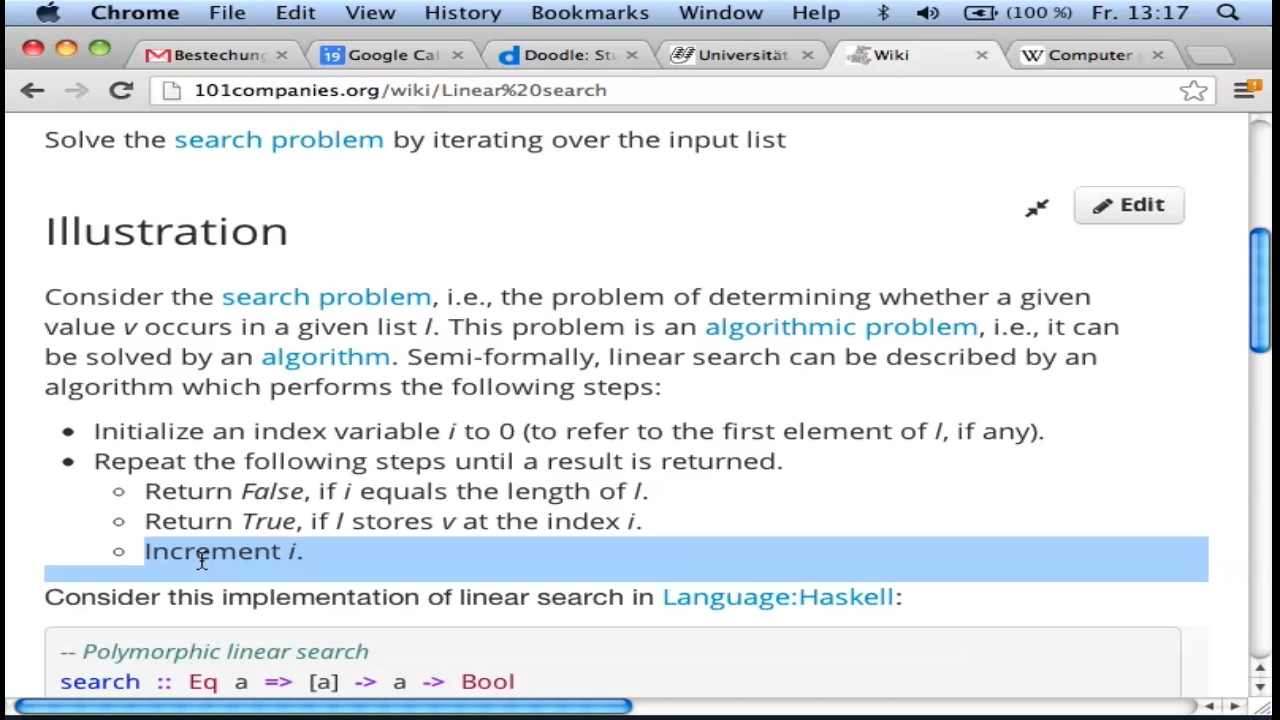 Chrome File Edit View History Bookmarks Window Help (100 %) Fr. 13:17
Bestechung Google Cal Doodle: Stu Universität Wiki Computer
101companies.org/wiki/Linear%20search
Solve the search problem by iterating over the input list
Illustration
Edit
Consider the search problem, i.e., the problem of determining whether a given
value v occurs in a given list l. This problem is an algorithmic problem, i.e., it can
be solved by an algorithm. Semi-formally, linear search can be described by an
algorithm which performs the following steps:
• Initialize an index variable i to 0 (to refer to the first element of l, if any).
• Repeat the following steps until a result is returned.
◦ Return False, if i equals the length of l.
◦ Return True, if l stores v at the index i.
◦ Increment i.
Consider this implementation of linear search in Language:Haskell:
-- Polymorphic linear search
search :: Eq a => [a] -> a -> Bool